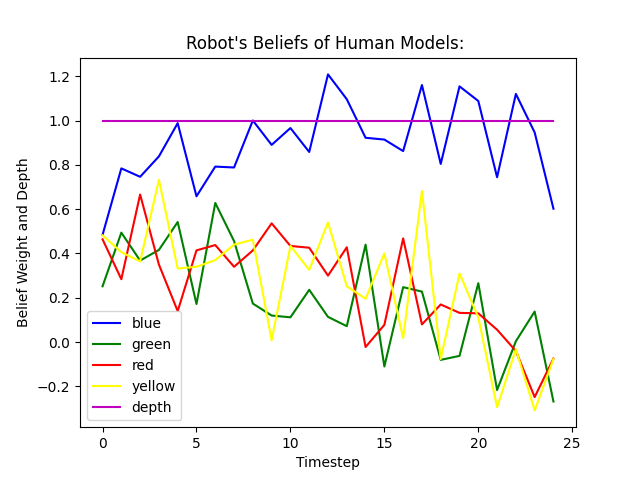 Robot's Beliefs of Human Models:
Belief Weight and Depth
1.2
1.0
0.8
0.6
0.4
0.2
0.0
−0.2
blue
green
red
yellow
depth
0 5 10 15 20 25
Timestep